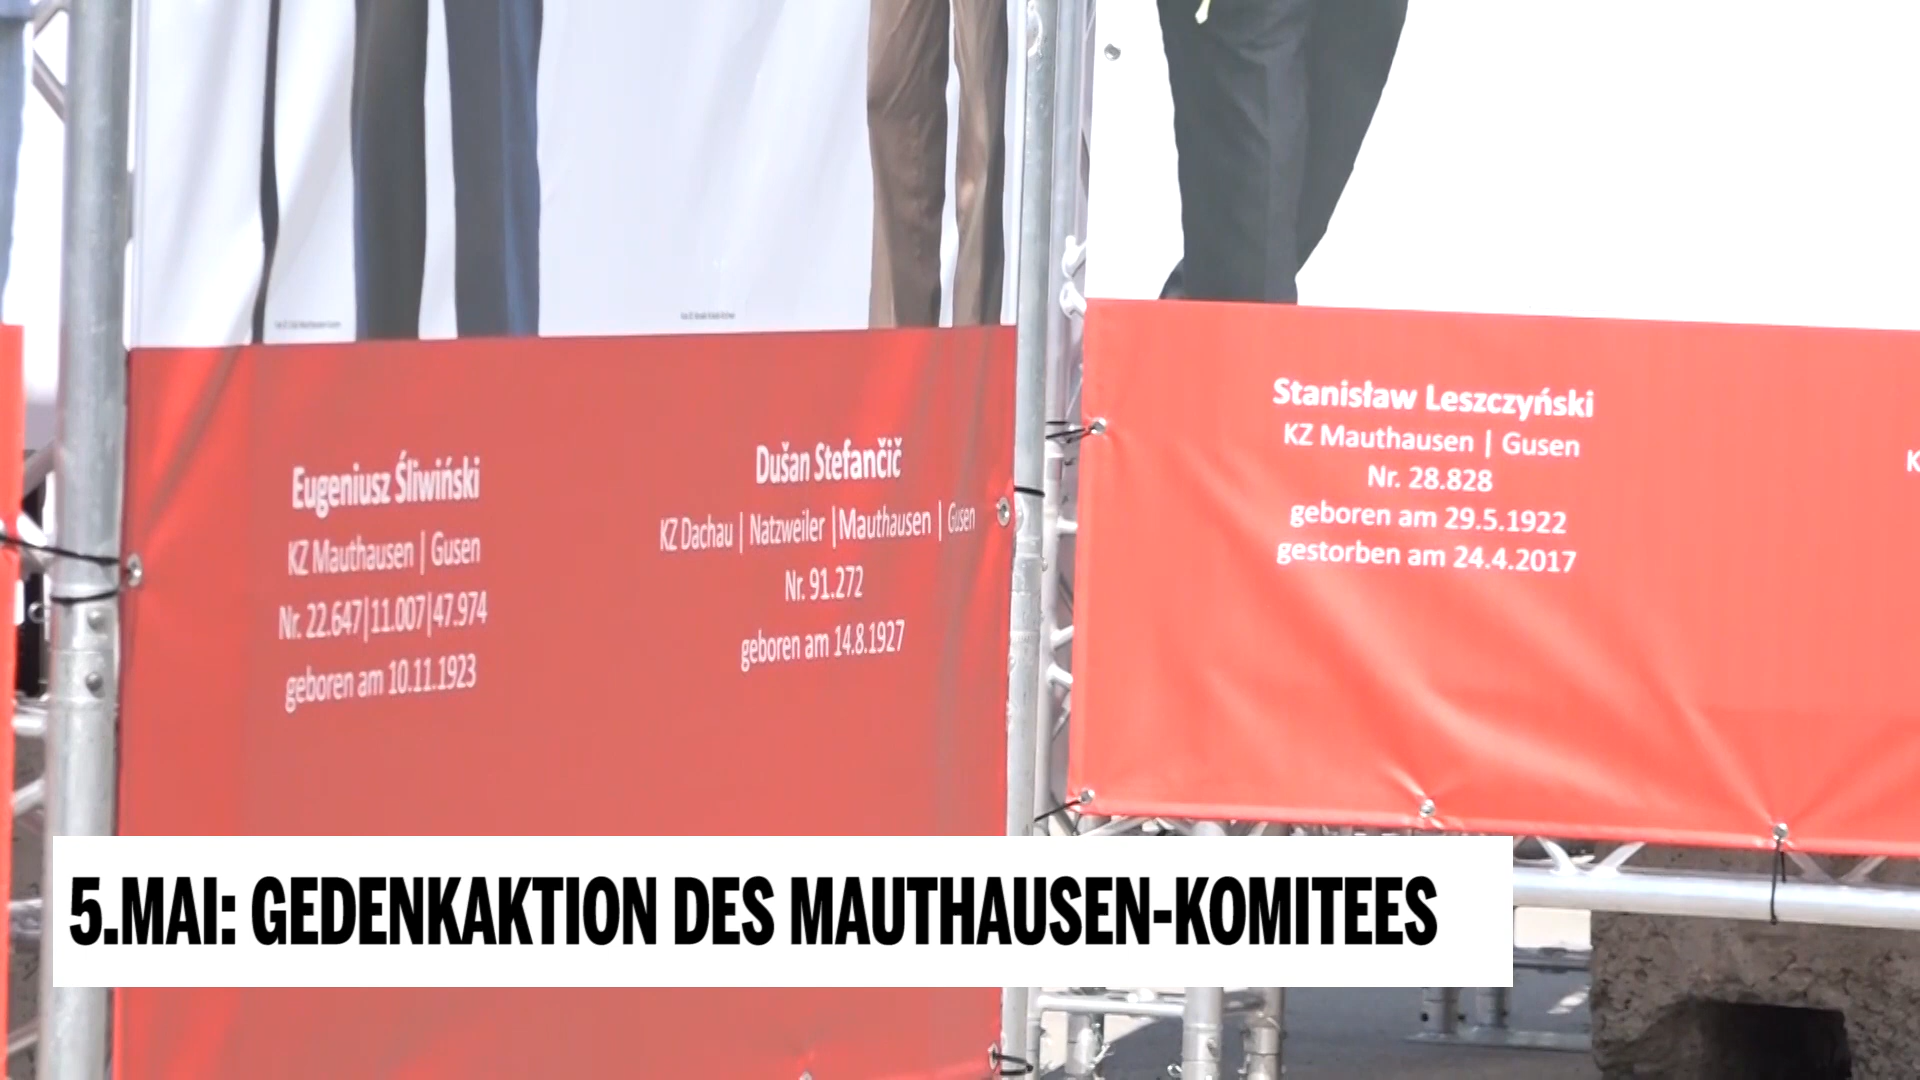 Eugeniusz Śliwiński
KZ Mauthausen | Gusen
Nr. 22.647|11.007|47.974
geboren am 10.11.1923
Dušan Stefančič
KZ Dachau | Natzweiler |Mauthausen | Gusen
Nr. 91.272
geboren am 14.8.1927
Stanisław Leszczyński
KZ Mauthausen | Gusen
Nr. 28.828
geboren am 29.5.1922
gestorben am 24.4.2017
5.MAI: GEDENKAKTION DES MAUTHAUSEN-KOMITEES